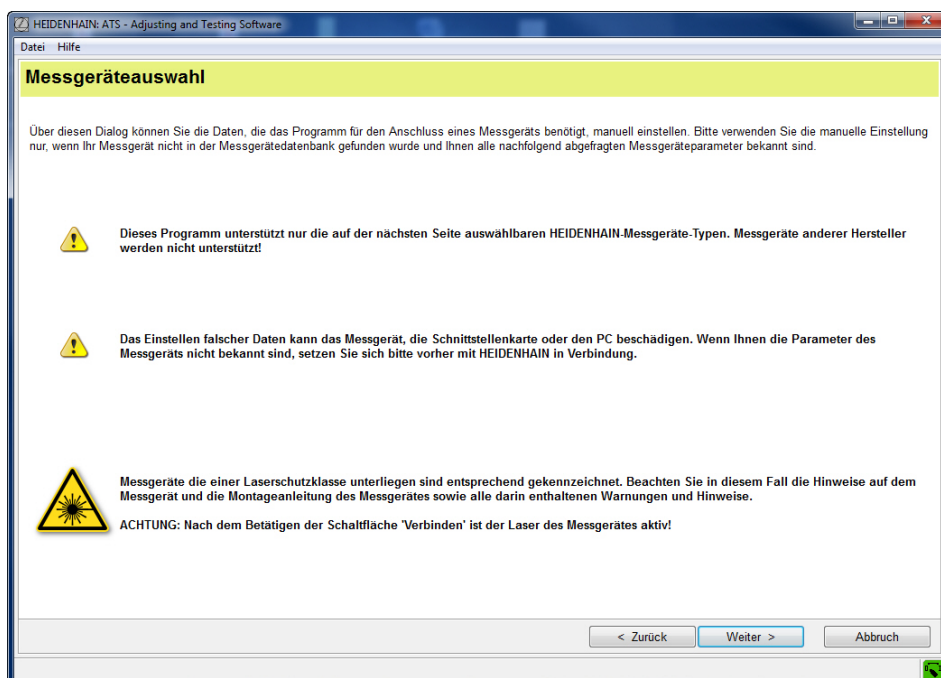 HEIDENHAIN: ATS - Adjusting and Testing Software
Datei Hilfe
Messgeräteauswahl
Über diesen Dialog können Sie die Daten, die das Programm für den Anschluss eines Messgeräts benötigt, manuell einstellen. Bitte verwenden Sie die manuelle Einstellung
nur, wenn Ihr Messgerät nicht in der Messgerätedatenbank gefunden wurde und Ihnen alle nachfolgend abgefragten Messgeräteparameter bekannt sind.
Dieses Programm unterstützt nur die auf der nächsten Seite auswählbaren HEIDENHAIN-Messgeräte-Typen. Messgeräte anderer Hersteller
werden nicht unterstützt!
Das Einstellen falscher Daten kann das Messgerät, die Schnittstellenkarte oder den PC beschädigen. Wenn Ihnen die Parameter des
Messgeräts nicht bekannt sind, setzen Sie sich bitte vorher mit HEIDENHAIN in Verbindung.
Messgeräte die einer Laserschutzklasse unterliegen sind entsprechend gekennzeichnet. Beachten Sie in diesem Fall die Hinweise auf dem
Messgerät und die Montageanleitung des Messgerätes sowie alle darin enthaltenen Warnungen und Hinweise.
ACHTUNG: Nach dem Betätigen der Schaltfläche 'Verbinden' ist der Laser des Messgerätes aktiv!
< Zurück Weiter > Abbruch